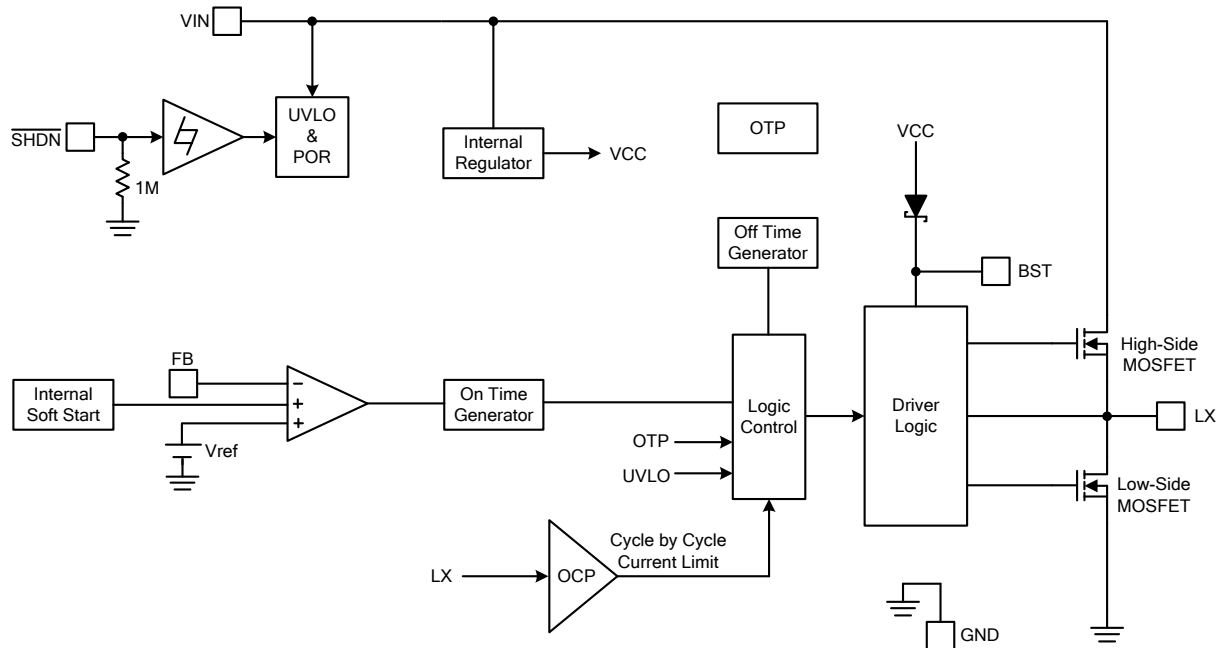 VIN
SHDN
1M
UVLO
&
POR
Internal
Regulator
VCC
OTP
VCC
BST
Off Time
Generator
FB
Internal
Soft Start
−
+
+
Vref
On Time
Generator
OTP
UVLO
Logic
Control
Driver
Logic
High-Side
MOSFET
LX
Low-Side
MOSFET
LX
OCP
Cycle by Cycle
Current Limit
GND